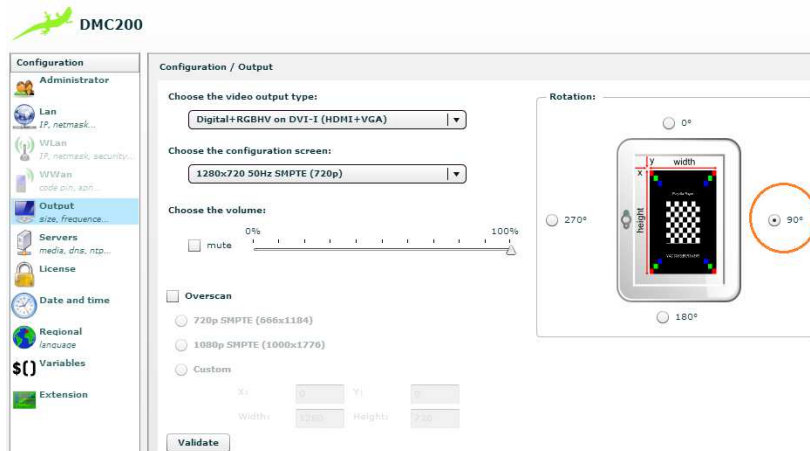 DMC200
Configuration
Administrator
Lan
IP, netmask...
WLan
IP, netmask, security...
WWan
code pin, apn...
Output
size, frequence...
Servers
media, dns, ntp...
License
Date and time
Regional
language
$() Variables
Extension
Configuration / Output
Choose the video output type:
Digital+RGBHV on DVI-I (HDMI+VGA)
Choose the configuration screen:
1280x720 50Hz SMPTE (720p)
Choose the volume:
mute
0%
100%
Overscan
720p SMPTE (666x1184)
1080p SMPTE (1000x1776)
Custom
X: 0 Y: 0
Width: 1280 Height: 720
Validate
Rotation:
0°
y width
x
height
270°
90°
180°